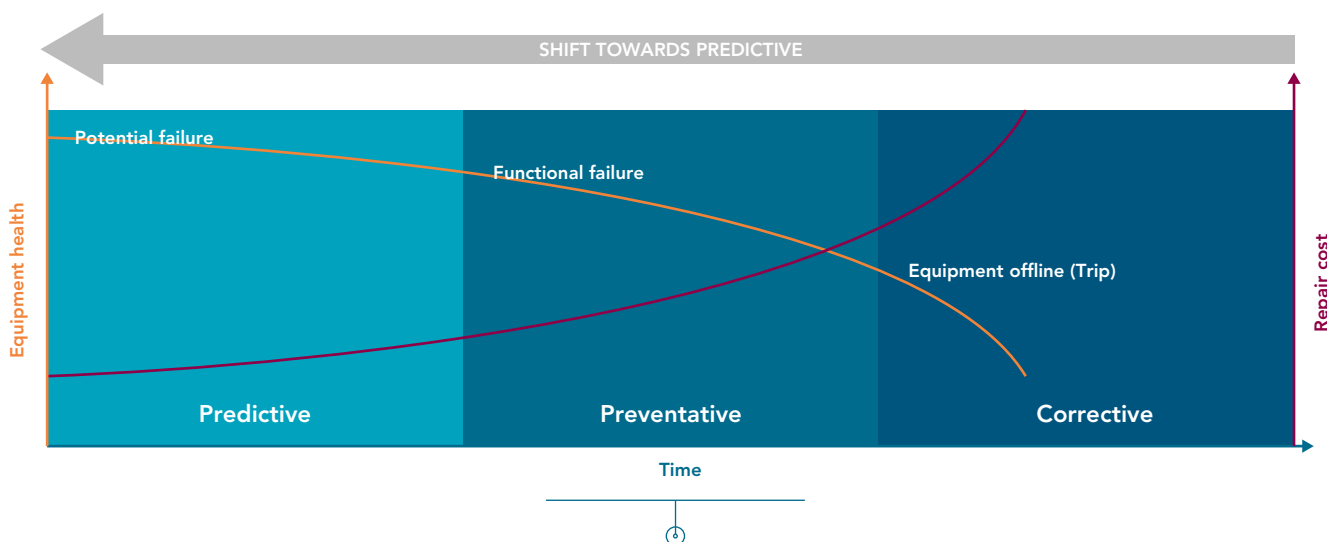 SHIFT TOWARDS PREDICTIVE
Potential failure
Functional failure
Equipment offline (Trip)
Equipment health
Repair cost
Predictive
Preventative
Corrective
Time